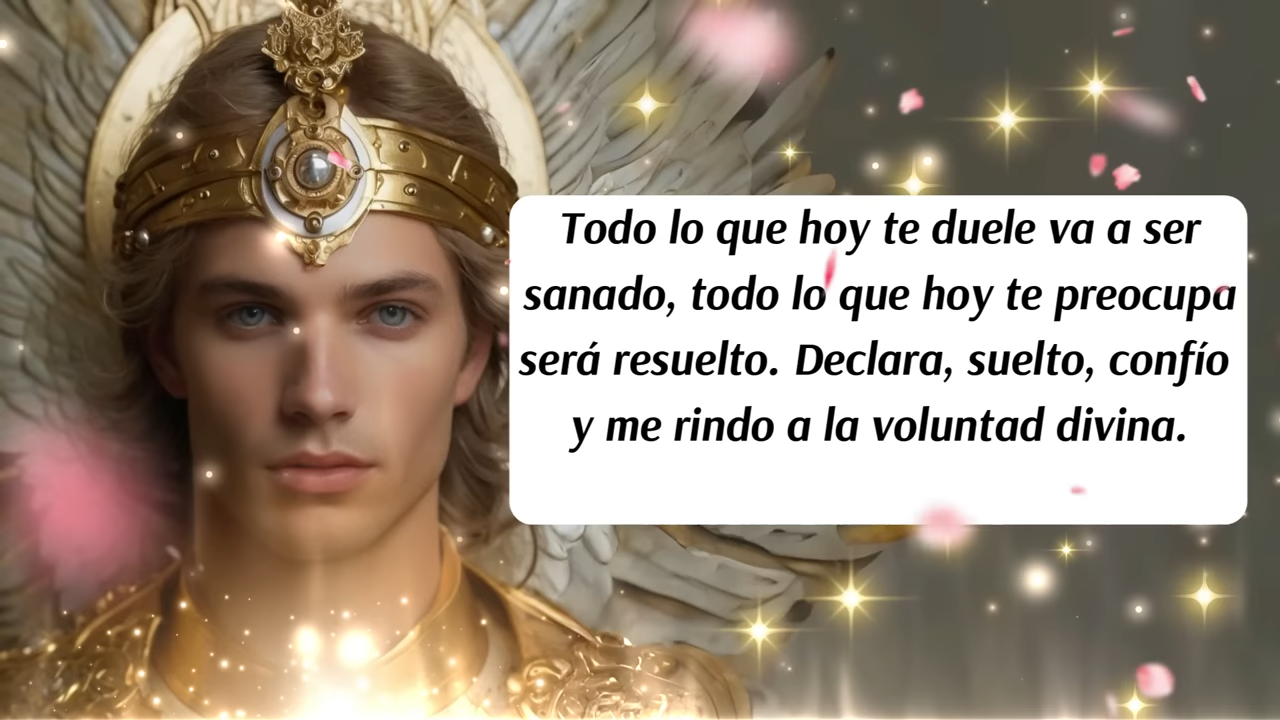 Todo lo que hoy te duele va a ser
sanado, todo lo que hoy te preocupa
será resuelto. Declara, suelto, confío
y me rindo a la voluntad divina.